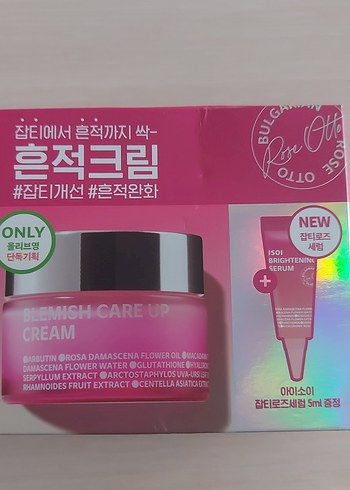 잡티에서 흔적까지 싹-
흔적크림
#잡티개선 #흔적완화
BULGARIAN
Rose Otto
ROSE OTTO
ONLY
올리브영
단독기획
NEW
잡티로즈
세럼
ISOI
BRIGHTENING
SERUM
+
BLEMISH CARE UP
CREAM
●ARBUTIN ●ROSA DAMASCENA FLOWER OIL
DAMASCENA FLOWER WATER ●GLUTATHIONE
SERPYLLUM EXTRACT ●ARCTOSTAPHYLOS UVA-URSI
RHAMNOIDES FRUIT EXTRACT ●CENTELLA ASIATICA
아이소이
잡티로즈세럼 5ml 증정